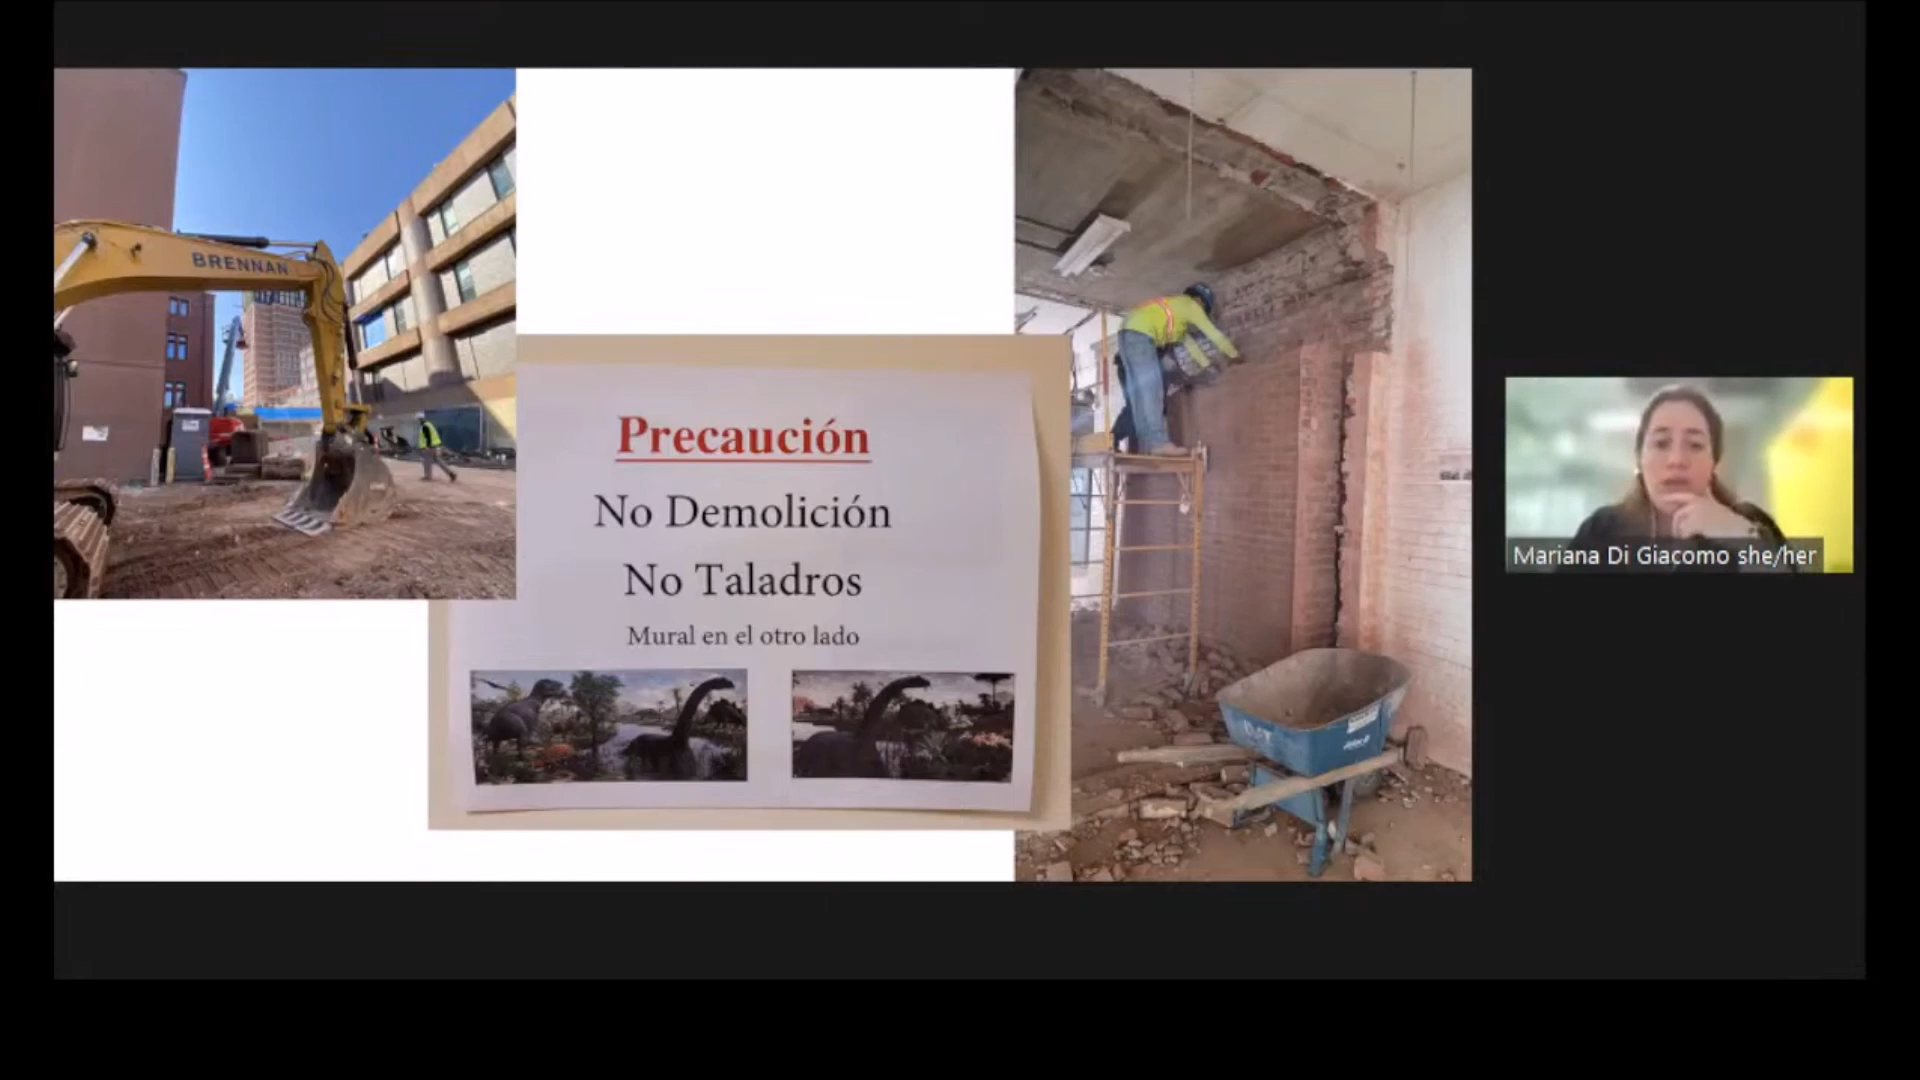 BRENNAN
Precaución
No Demolición
No Taladros
Mural en el otro lado
Mariana Di Giacomo she/her